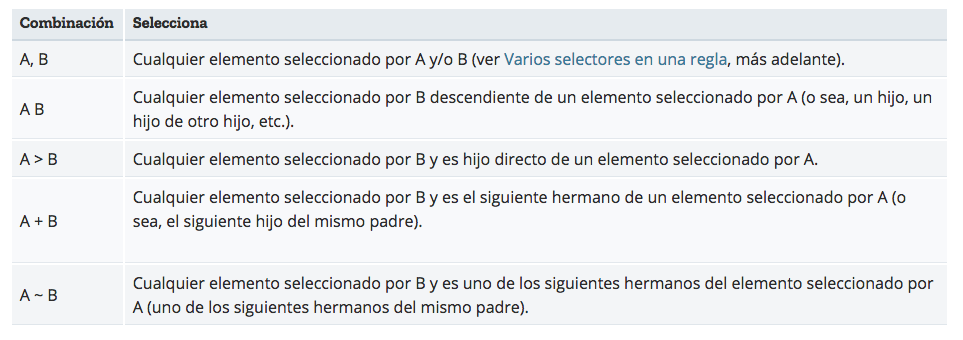 Combinación Selecciona
A, B Cualquier elemento seleccionado por A y/o B (ver Varios selectores en una regla, más adelante).
A B Cualquier elemento seleccionado por B descendiente de un elemento seleccionado por A (o sea, un hijo, un
hijo de otro hijo, etc.).
A > B Cualquier elemento seleccionado por B y es hijo directo de un elemento seleccionado por A.
A + B Cualquier elemento seleccionado por B y es el siguiente hermano de un elemento seleccionado por A (o
sea, el siguiente hijo del mismo padre).
A ~ B Cualquier elemento seleccionado por B y es uno de los siguientes hermanos del elemento seleccionado por
A (uno de los siguientes hermanos del mismo padre).